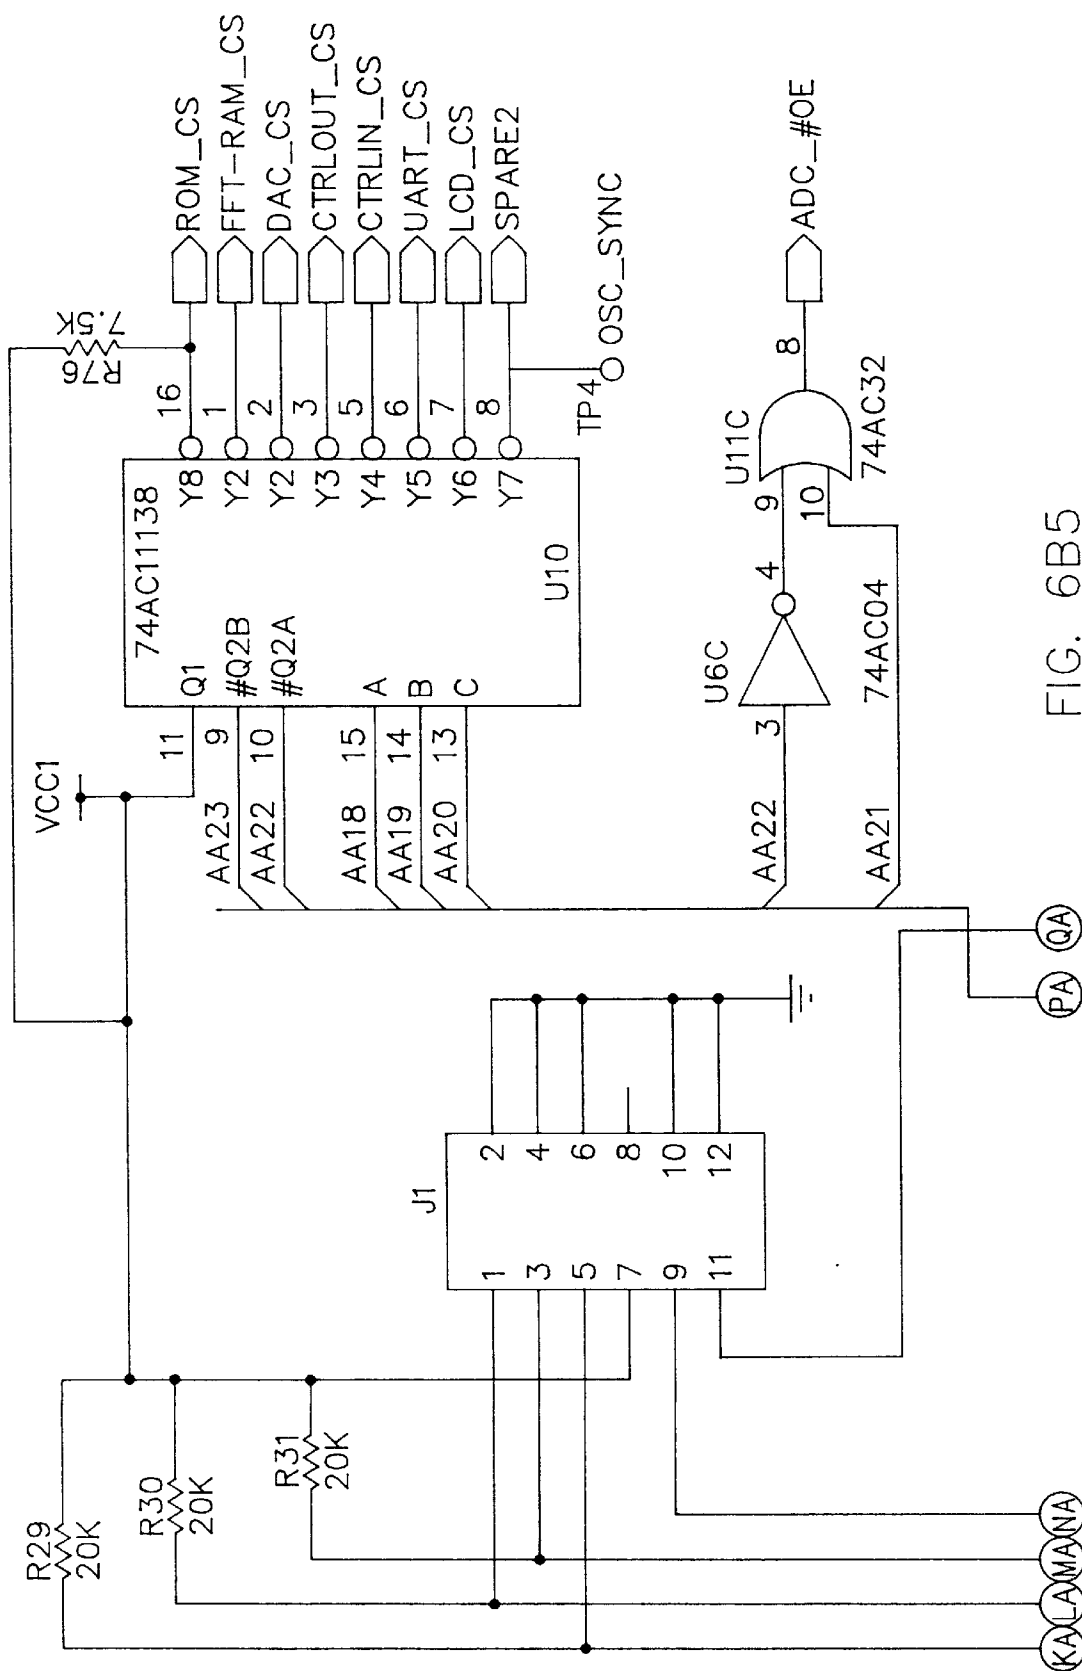 R76
7.5K
VCC1
74AC11138
U10
11
Q1
9
#Q2B
10
#Q2A
15
A
14
B
13
C
AA23
AA22
AA18
AA19
AA20
Y8
16
ROM_CS
Y2
1
FFT-RAM_CS
Y2
2
DAC_CS
Y3
3
CTRLOUT_CS
Y4
5
CTRLIN_CS
Y5
6
UART_CS
Y6
7
LCD_CS
Y7
8
SPARE2
TP4
OSC_SYNC
AA22
3
U6C
4
74AC04
AA21
9
10
U11C
74AC32
8
ADC_#OE
R29
20K
R30
20K
R31
20K
J1
1
2
3
4
5
6
7
8
9
10
11
12
KA
LA
MA
NA
PA
QA
FIG. 6B5